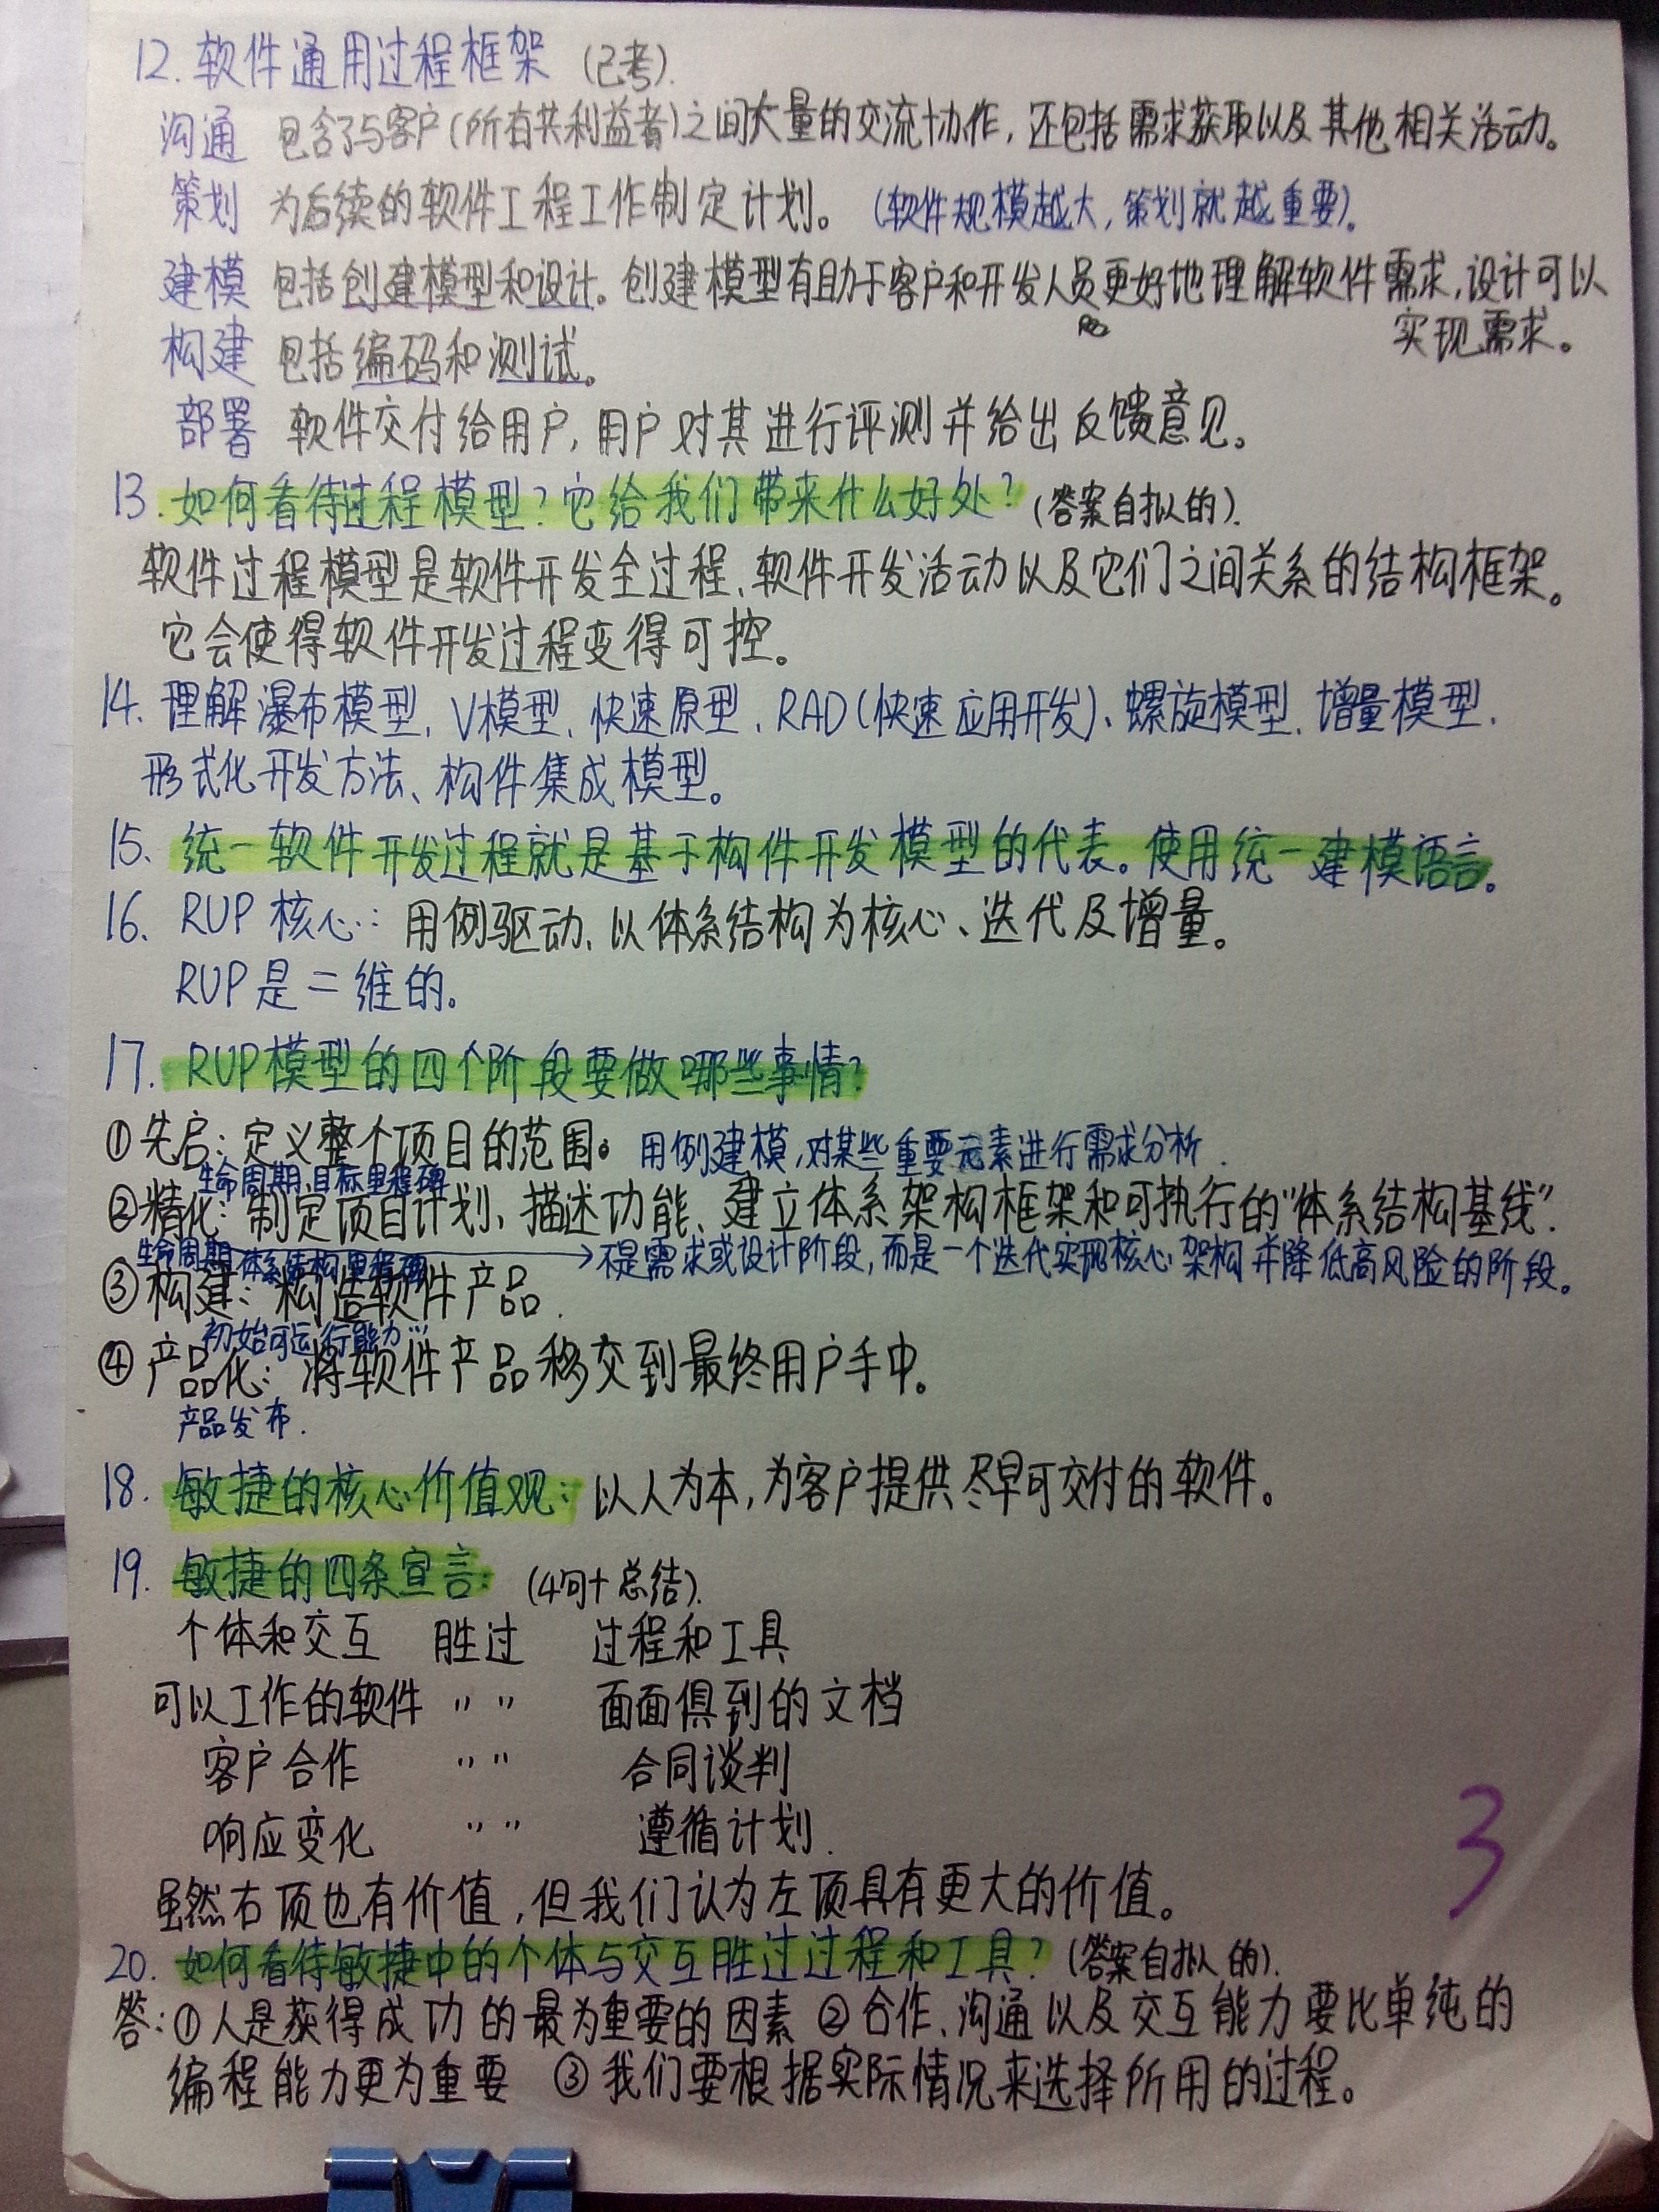 12. 软件通用过程框架 (已考).
沟通 包含了与客户(所有共利益者)之间大量的交流协作, 还包括需求获取以及其他相关活动。
策划 为后续的软件工程工作制定计划。(软件规模越大, 策划就越重要)。
建模 包括创建模型和设计。创建模型有助于客户和开发人员更好地理解软件需求, 设计可以
实现需求。
构建 包括编码和测试。
部署 软件交付给用户, 用户对其进行评测并给出反馈意见。
13. 如何看待过程模型? 它给我们带来什么好处? (答案自拟的).
软件过程模型是软件开发全过程、软件开发活动以及它们之间关系的结构框架。
它会使得软件开发过程变得可控。
14. 理解瀑布模型、V模型、快速原型、RAD(快速应用开发)、螺旋模型、增量模型、
形式化开发方法、构件集成模型。
15、统一软件开发过程就是基于构件开发模型的代表。使用统一建模语言。
16、RUP 核心: 用例驱动、以体系结构为核心、迭代及增量。
RUP是二维的。
17. RUP模型的四个阶段要做哪些事情?
①先启: 定义整个项目的范围。用例建模, 对某些重要元素进行需求分析.
生命周期目标里程碑
②精化: 制定项目计划、描述功能、建立体系架构框架和可执行的"体系结构基线".
生命周期体系结构里程碑 → 不是需求或设计阶段, 而是一个迭代实现核心架构并降低高风险的阶段。
③构建: 构造软件产品.
初始可运行能力…
④产品化: 将软件产品移交到最终用户手中。
产品发布.
18. 敏捷的核心价值观: 以人为本, 为客户提供尽早可交付的软件。
19. 敏捷的四条宣言: (4句+总结).
个体和交互 胜过 过程和工具
可以工作的软件 〃 〃 面面俱到的文档
客户合作 〃 〃 合同谈判
响应变化 〃 〃 遵循计划.
虽然右项也有价值, 但我们认为左项具有更大的价值。
3
20. 如何看待敏捷中的个体与交互胜过过程和工具? (答案自拟的).
答: ①人是获得成功的最为重要的因素 ②合作、沟通以及交互能力要比单纯的
编程能力更为重要 ③我们要根据实际情况来选择所用的过程。